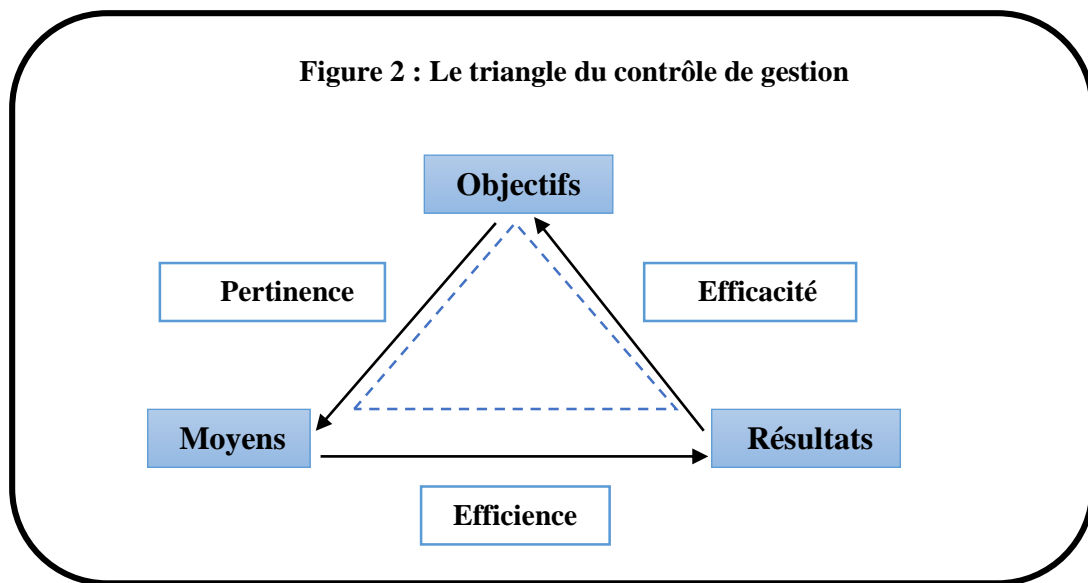 Figure 2 : Le triangle du contrôle de gestion
Objectifs
Pertinence
Efficacité
Moyens
Résultats
Efficience